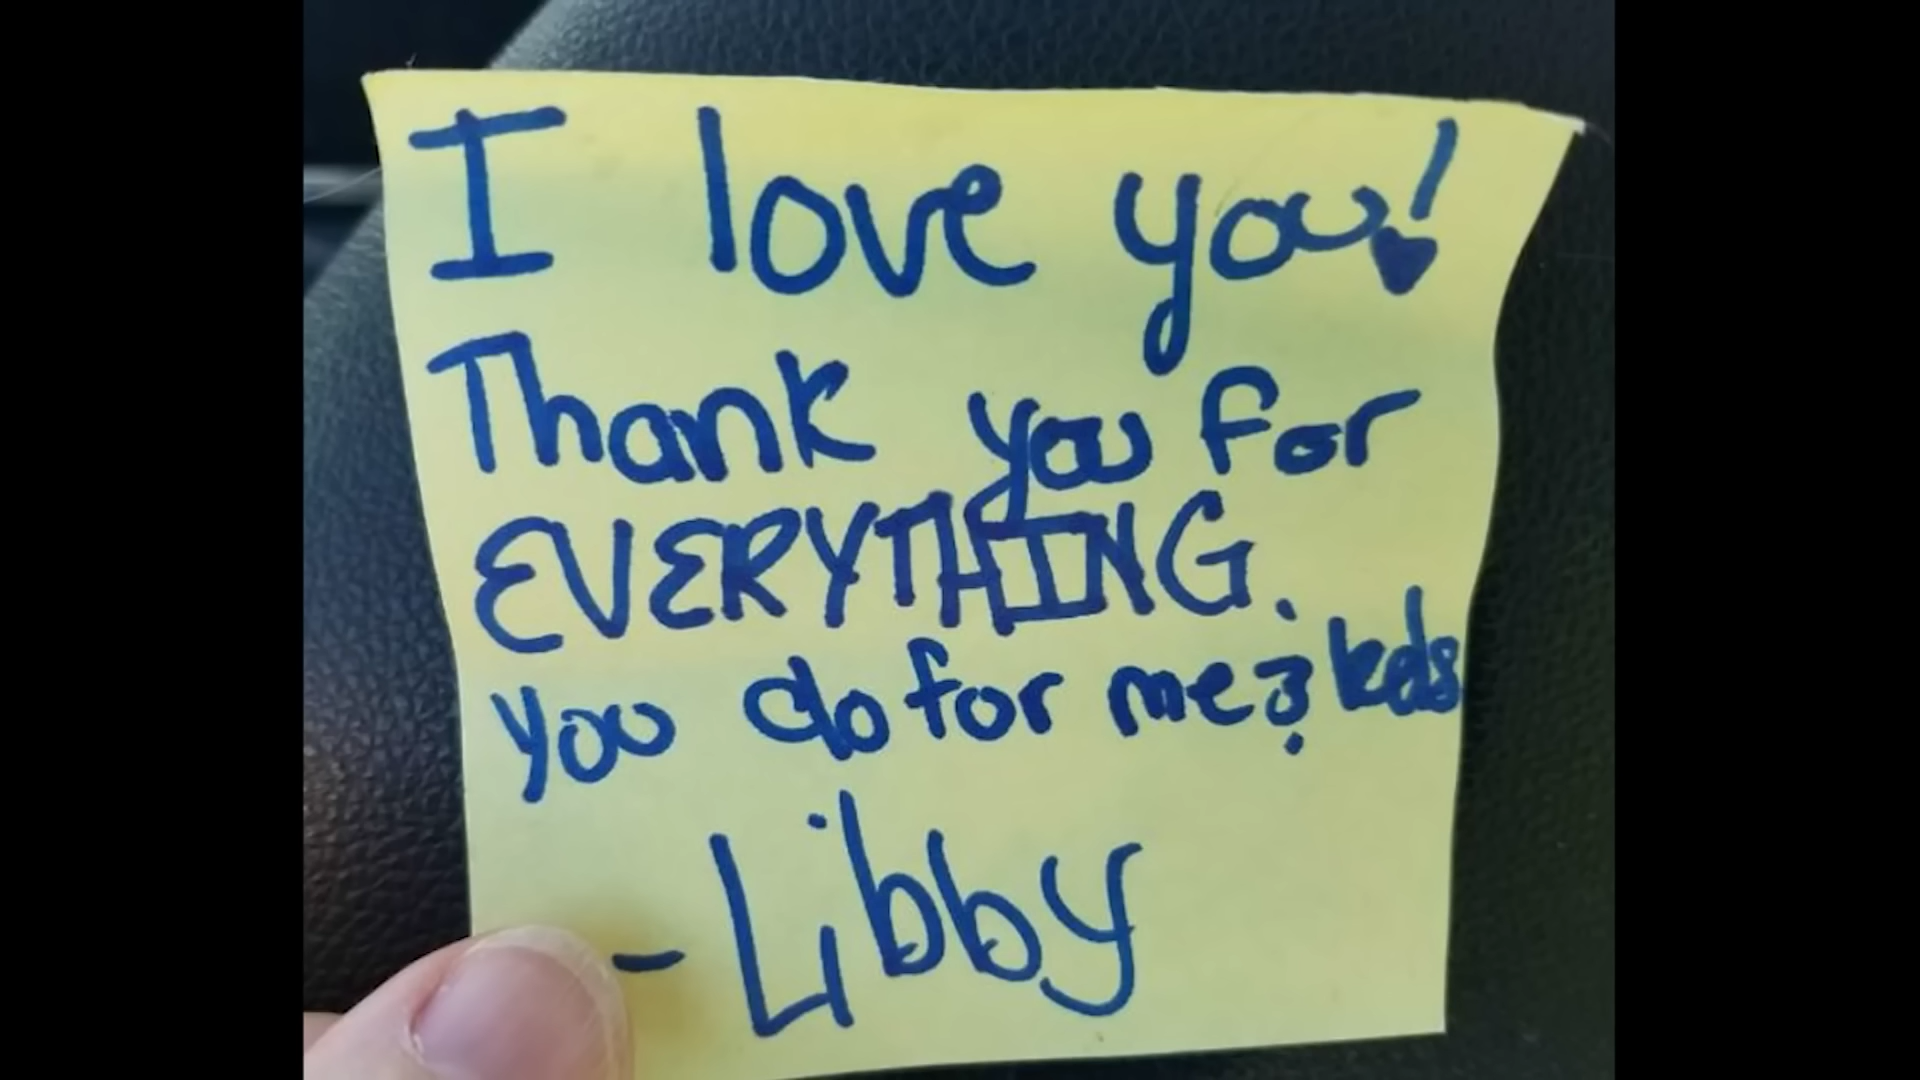 I love you!
Thank you for
EVERYTHING.
you do for me & kids
- Libby